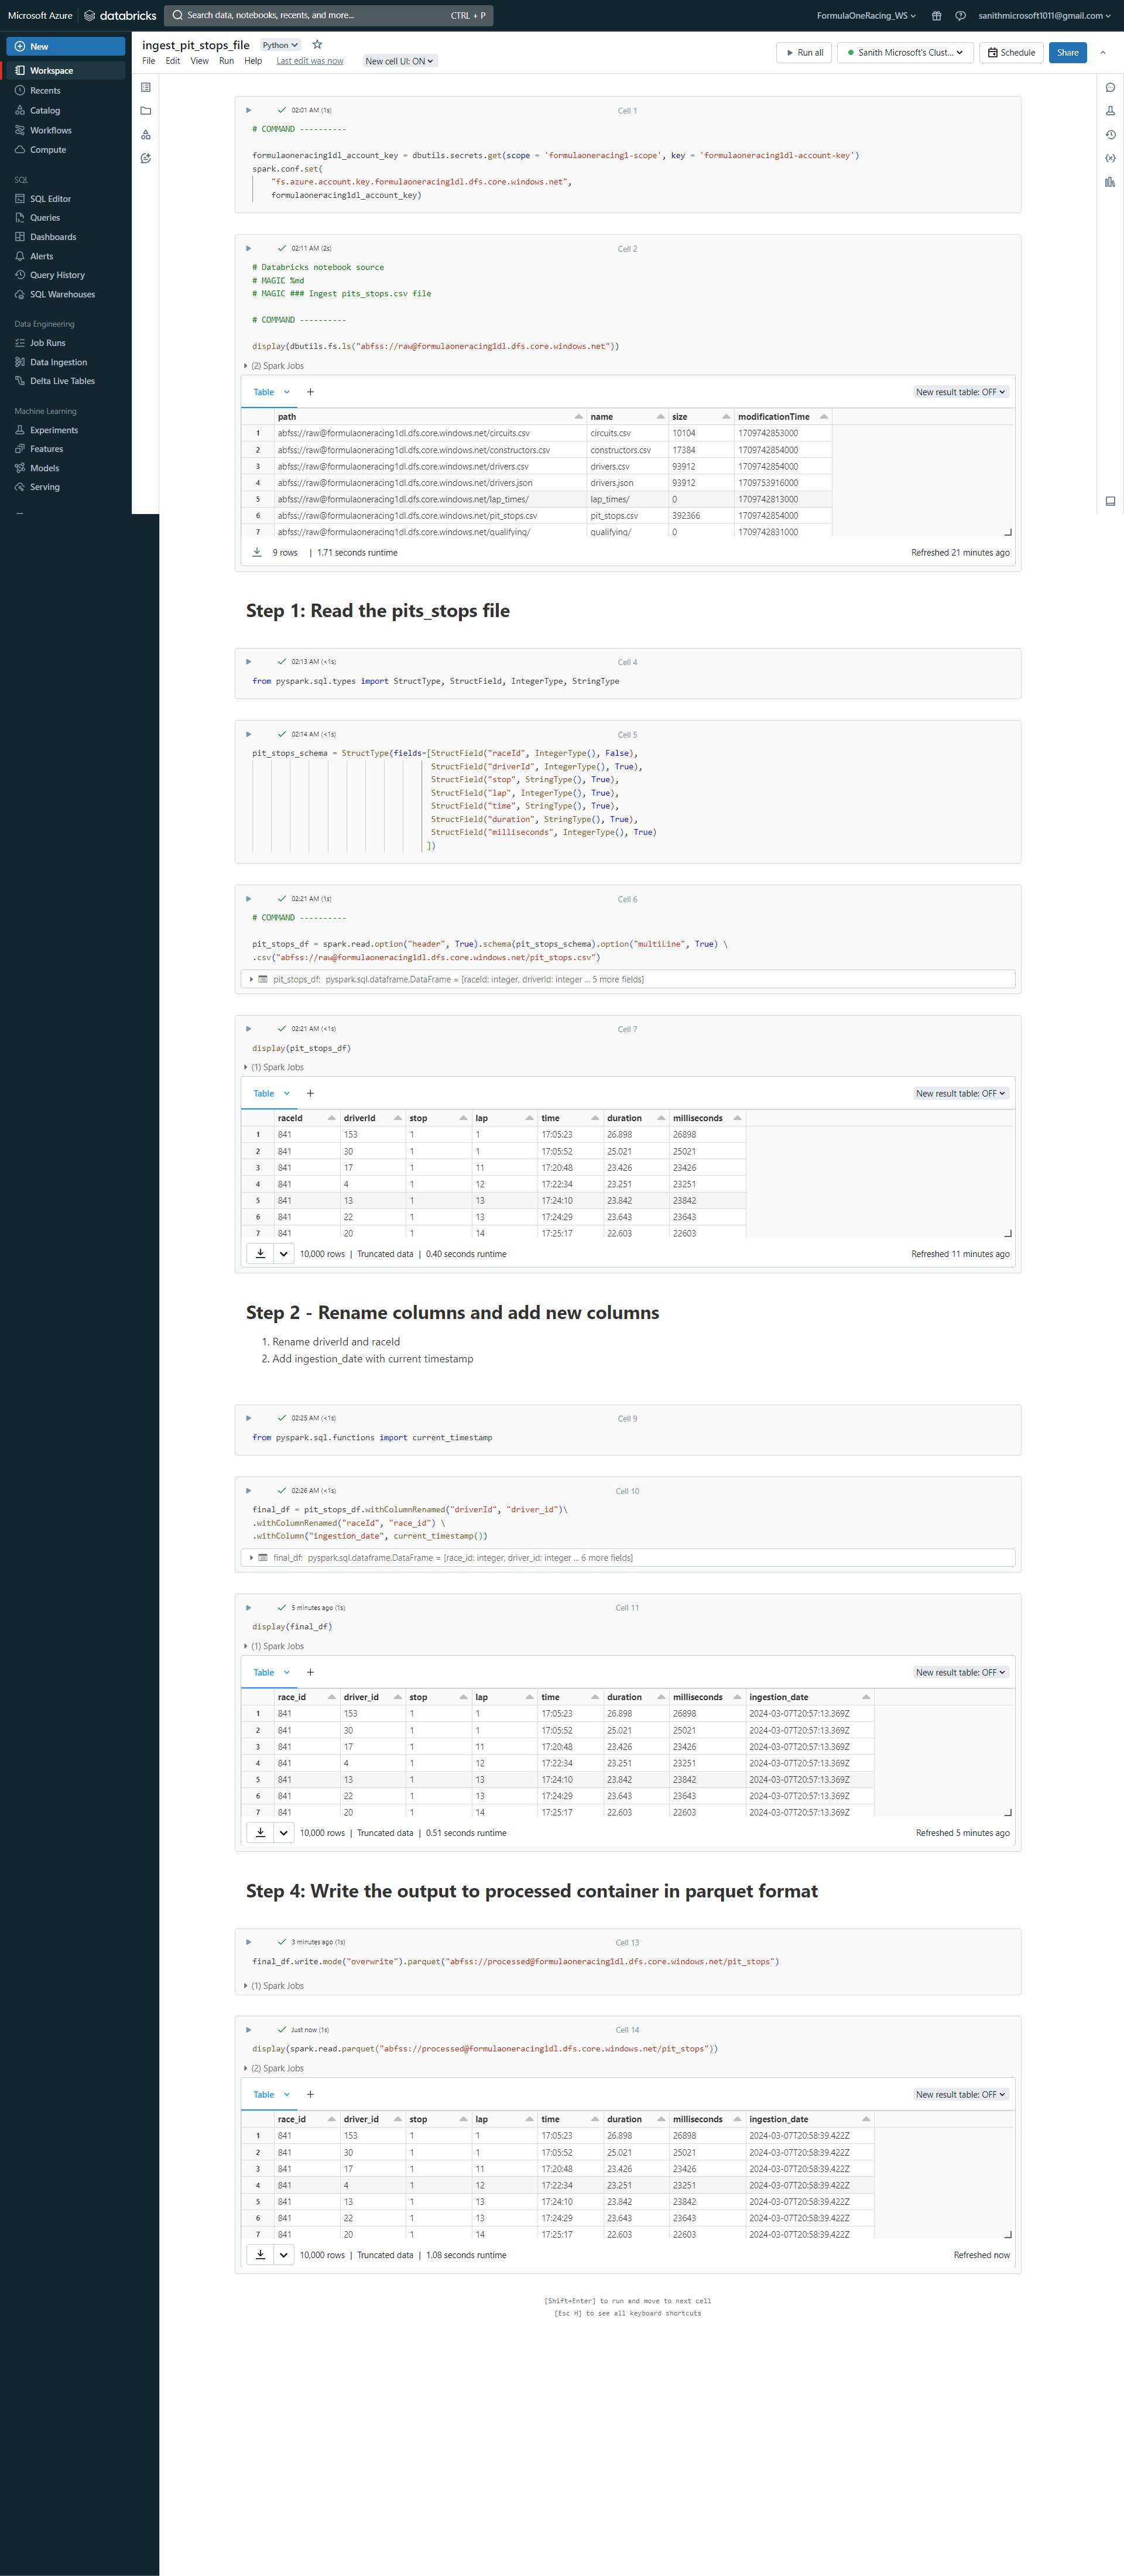 Microsoft Azure databricks Search data, notebooks, recents, and more... CTRL + P FormulaOneRacing_WS sanithmicrosoft1011@gmail.com
New
Workspace
Recents
Catalog
Workflows
Compute
SQL
SQL Editor
Queries
Dashboards
Alerts
Query History
SQL Warehouses
Data Engineering
Job Runs
Data Ingestion
Delta Live Tables
Machine Learning
Experiments
Features
Models
Serving
ingest_pit_stops_file Python
File Edit View Run Help Last edit was now New cell UI: ON
Run all Sanith Microsoft's Clust... Schedule Share
02:01 AM (1s) Cell 1
# COMMAND ----------
formulaoneracing1dl_account_key = dbutils.secrets.get(scope = 'formulaoneracing1-scope', key = 'formulaoneracing1dl-account-key')
spark.conf.set(
"fs.azure.account.key.formulaoneracing1dl.dfs.core.windows.net",
formulaoneracing1dl_account_key)
02:11 AM (2s) Cell 2
# Databricks notebook source
# MAGIC %md
# MAGIC ### Ingest pits_stops.csv file
# COMMAND ----------
display(dbutils.fs.ls("abfss://raw@formulaoneracing1dl.dfs.core.windows.net"))
(2) Spark Jobs
Table + New result table: OFF
path name size modificationTime
1 abfss://raw@formulaoneracing1dl.dfs.core.windows.net/circuits.csv circuits.csv 10104 1709742853000
2 abfss://raw@formulaoneracing1dl.dfs.core.windows.net/constructors.csv constructors.csv 17384 1709742854000
3 abfss://raw@formulaoneracing1dl.dfs.core.windows.net/drivers.csv drivers.csv 93912 1709742854000
4 abfss://raw@formulaoneracing1dl.dfs.core.windows.net/drivers.json drivers.json 93912 1709753916000
5 abfss://raw@formulaoneracing1dl.dfs.core.windows.net/lap_times/ lap_times/ 0 1709742813000
6 abfss://raw@formulaoneracing1dl.dfs.core.windows.net/pit_stops.csv pit_stops.csv 392366 1709742854000
7 abfss://raw@formulaoneracing1dl.dfs.core.windows.net/qualifying/ qualifying/ 0 1709742831000
9 rows | 1.71 seconds runtime Refreshed 21 minutes ago
Step 1: Read the pits_stops file
02:13 AM (<1s) Cell 4
from pyspark.sql.types import StructType, StructField, IntegerType, StringType
02:14 AM (<1s) Cell 5
pit_stops_schema = StructType(fields=[StructField("raceId", IntegerType(), False),
StructField("driverId", IntegerType(), True),
StructField("stop", StringType(), True),
StructField("lap", IntegerType(), True),
StructField("time", StringType(), True),
StructField("duration", StringType(), True),
StructField("milliseconds", IntegerType(), True)
])
02:21 AM (1s) Cell 6
# COMMAND ----------
pit_stops_df = spark.read.option("header", True).schema(pit_stops_schema).option("multiLine", True) \
.csv("abfss://raw@formulaoneracing1dl.dfs.core.windows.net/pit_stops.csv")
pit_stops_df: pyspark.sql.dataframe.DataFrame = [raceId: integer, driverId: integer ... 5 more fields]
02:21 AM (<1s) Cell 7
display(pit_stops_df)
(1) Spark Jobs
Table + New result table: OFF
raceId driverId stop lap time duration milliseconds
1 841 153 1 1 17:05:23 26.898 26898
2 841 30 1 1 17:05:52 25.021 25021
3 841 17 1 11 17:20:48 23.426 23426
4 841 4 1 12 17:22:34 23.251 23251
5 841 13 1 13 17:24:10 23.842 23842
6 841 22 1 13 17:24:29 23.643 23643
7 841 20 1 14 17:25:17 22.603 22603
10,000 rows | Truncated data | 0.40 seconds runtime Refreshed 11 minutes ago
Step 2 - Rename columns and add new columns
1. Rename driverId and raceId
2. Add ingestion_date with current timestamp
02:25 AM (<1s) Cell 9
from pyspark.sql.functions import current_timestamp
02:26 AM (<1s) Cell 10
final_df = pit_stops_df.withColumnRenamed("driverId", "driver_id")\
.withColumnRenamed("raceId", "race_id") \
.withColumn("ingestion_date", current_timestamp())
final_df: pyspark.sql.dataframe.DataFrame = [race_id: integer, driver_id: integer ... 6 more fields]
5 minutes ago (1s) Cell 11
display(final_df)
(1) Spark Jobs
Table + New result table: OFF
race_id driver_id stop lap time duration milliseconds ingestion_date
1 841 153 1 1 17:05:23 26.898 26898 2024-03-07T20:57:13.369Z
2 841 30 1 1 17:05:52 25.021 25021 2024-03-07T20:57:13.369Z
3 841 17 1 11 17:20:48 23.426 23426 2024-03-07T20:57:13.369Z
4 841 4 1 12 17:22:34 23.251 23251 2024-03-07T20:57:13.369Z
5 841 13 1 13 17:24:10 23.842 23842 2024-03-07T20:57:13.369Z
6 841 22 1 13 17:24:29 23.643 23643 2024-03-07T20:57:13.369Z
7 841 20 1 14 17:25:17 22.603 22603 2024-03-07T20:57:13.369Z
10,000 rows | Truncated data | 0.51 seconds runtime Refreshed 5 minutes ago
Step 4: Write the output to processed container in parquet format
3 minutes ago (1s) Cell 13
final_df.write.mode("overwrite").parquet("abfss://processed@formulaoneracing1dl.dfs.core.windows.net/pit_stops")
(1) Spark Jobs
Just now (1s) Cell 14
display(spark.read.parquet("abfss://processed@formulaoneracing1dl.dfs.core.windows.net/pit_stops"))
(2) Spark Jobs
Table + New result table: OFF
race_id driver_id stop lap time duration milliseconds ingestion_date
1 841 153 1 1 17:05:23 26.898 26898 2024-03-07T20:58:39.422Z
2 841 30 1 1 17:05:52 25.021 25021 2024-03-07T20:58:39.422Z
3 841 17 1 11 17:20:48 23.426 23426 2024-03-07T20:58:39.422Z
4 841 4 1 12 17:22:34 23.251 23251 2024-03-07T20:58:39.422Z
5 841 13 1 13 17:24:10 23.842 23842 2024-03-07T20:58:39.422Z
6 841 22 1 13 17:24:29 23.643 23643 2024-03-07T20:58:39.422Z
7 841 20 1 14 17:25:17 22.603 22603 2024-03-07T20:58:39.422Z
10,000 rows | Truncated data | 1.08 seconds runtime Refreshed now
[Shift+Enter] to run and move to next cell
[Esc H] to see all keyboard shortcuts